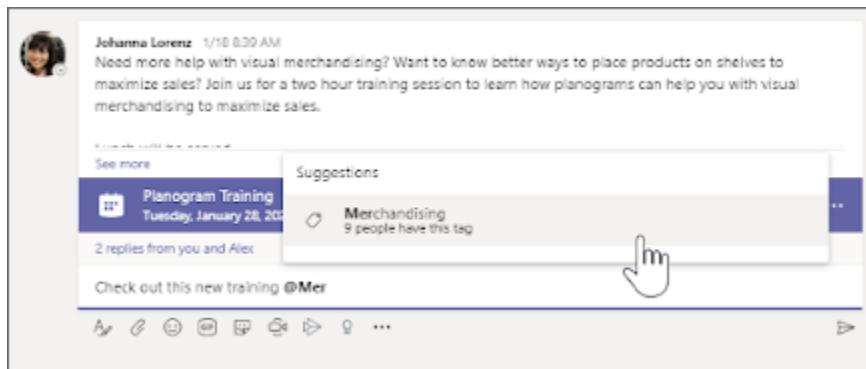 Johanna Lorenz 1/18 8:39 AM
Need more help with visual merchandising? Want to know better ways to place products on shelves to
maximize sales? Join us for a two hour training session to learn how planograms can help you with visual
merchandising to maximize sales.
See more
Suggestions
Planogram Training
Tuesday, January 28, 202
Merchandising
9 people have this tag
2 replies from you and Alex
Check out this new training @Mer
GIF